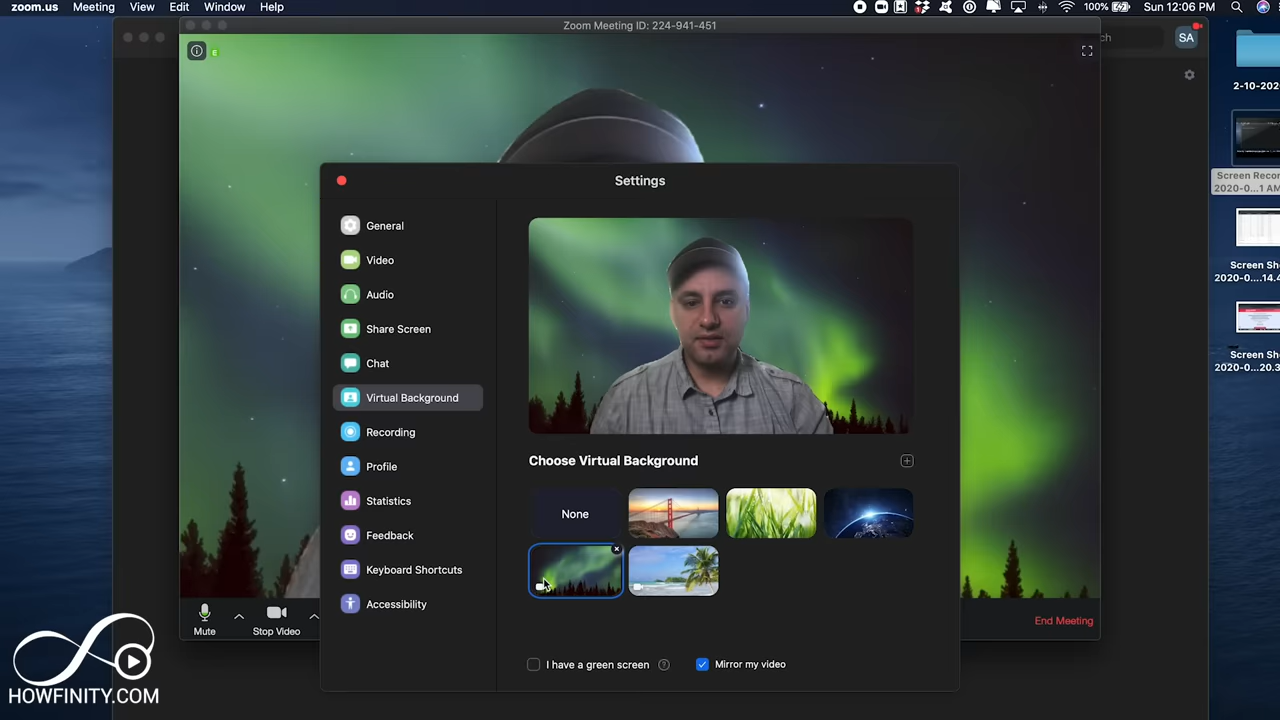 zoom.us Meeting View Edit Window Help
100% Sun 12:06 PM
Zoom Meeting ID: 224-941-451
ch
SA
E
2-10-202
Settings
General
Video
Audio
Share Screen
Chat
Virtual Background
Recording
Profile
Statistics
Feedback
Keyboard Shortcuts
Accessibility
Choose Virtual Background
None
I have a green screen ?
Mirror my video
Mute
Stop Video
End Meeting
Screen Recor
2020-0...1 AM
Screen Sho
2020-0....14.4
Screen Sho
2020-0...20.3
HOWFINITY.COM